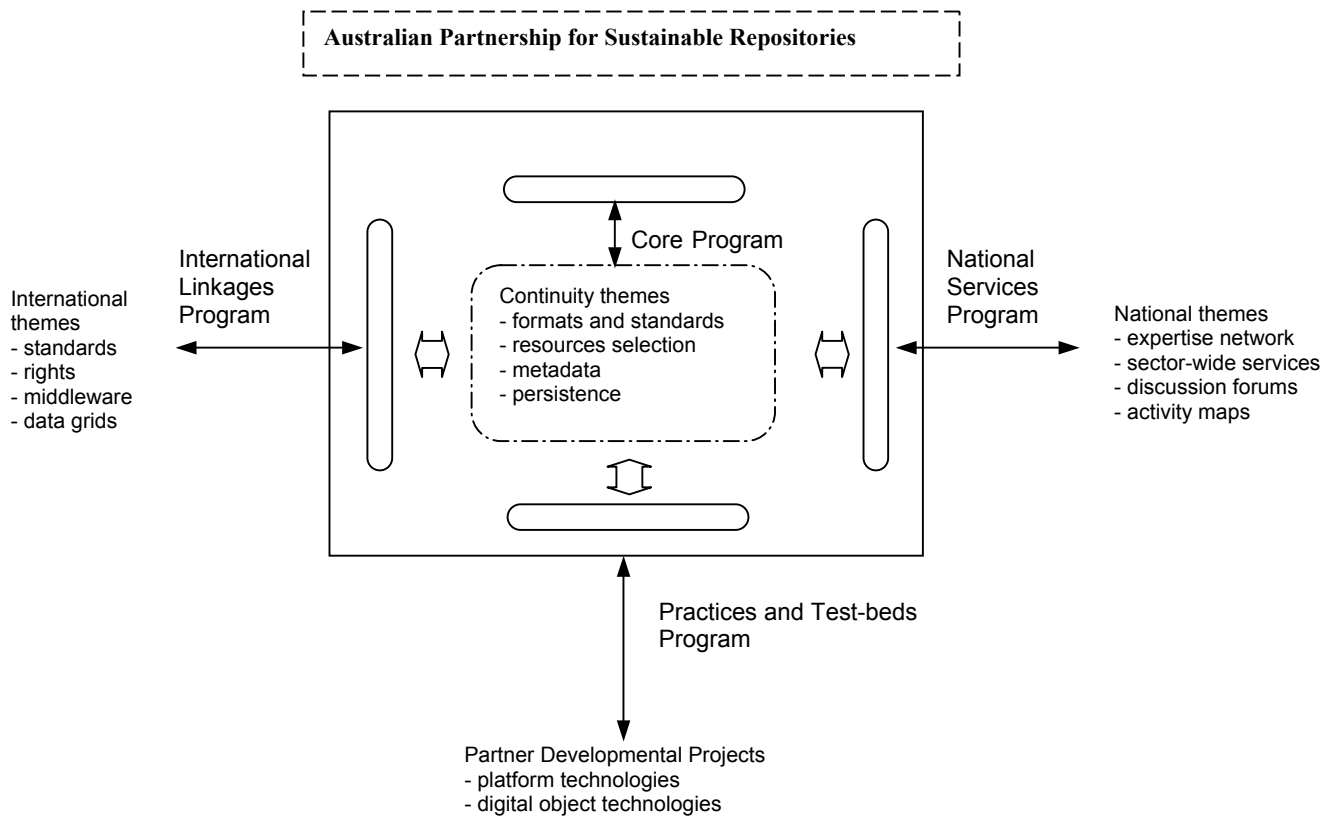 Australian Partnership for Sustainable Repositories
Core Program
International
Linkages
Program
International
themes
- standards
- rights
- middleware
- data grids
Continuity themes
- formats and standards
- resources selection
- metadata
- persistence
National
Services
Program
National themes
- expertise network
- sector-wide services
- discussion forums
- activity maps
Practices and Test-beds
Program
Partner Developmental Projects
- platform technologies
- digital object technologies